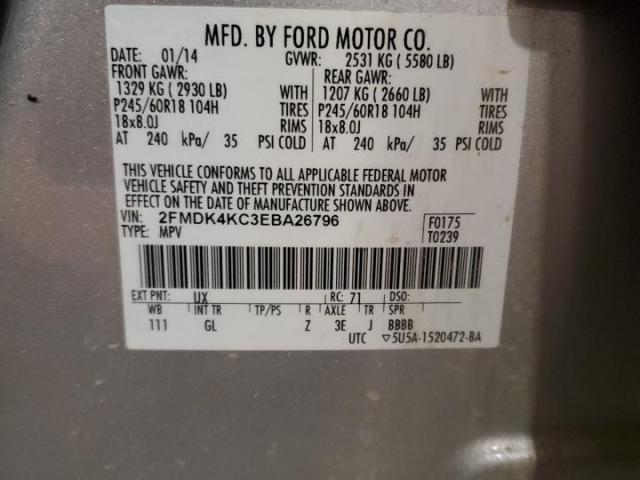 MFD. BY FORD MOTOR CO.
DATE: 01/14 GVWR: 2531 KG ( 5580 LB)
FRONT GAWR: REAR GAWR:
1329 KG ( 2930 LB) WITH 1207 KG ( 2660 LB) WITH
P245/60R18 104H TIRES P245/60R18 104H TIRES
18x8.0J RIMS 18x8.0J RIMS
AT 240 kPa/ 35 PSI COLD AT 240 kPa/ 35 PSI COLD
THIS VEHICLE CONFORMS TO ALL APPLICABLE FEDERAL MOTOR
VEHICLE SAFETY AND THEFT PREVENTION STANDARDS IN
EFFECT ON THE DATE OF MANUFACTURE SHOWN ABOVE.
VIN: 2FMDK4KC3EBA26796 F0175
TYPE: MPV T0239
EXT PNT: UX RC: 71 DSO:
WB INT TR TP/PS R AXLE TR SPR
111 GL Z 3E J BBBB
UTC ▽5U5A-1520472-BA